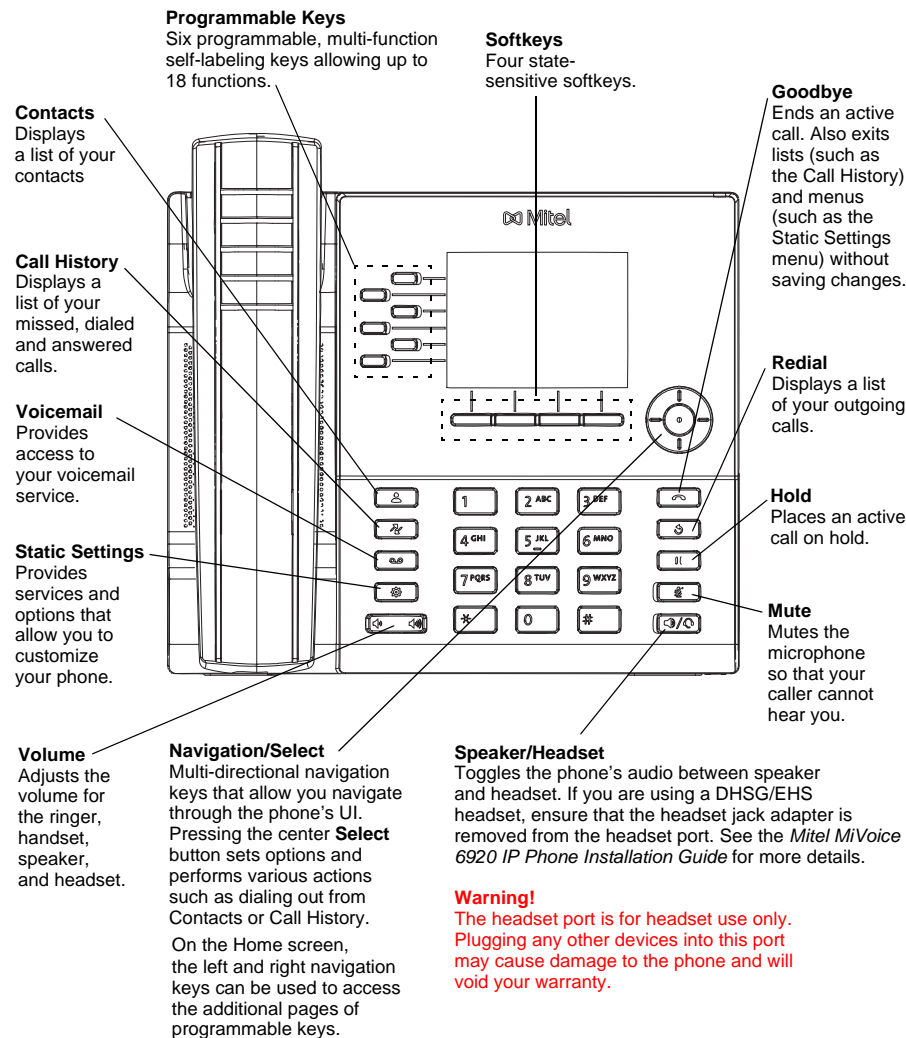 Programmable Keys
Six programmable, multi-function
self-labeling keys allowing up to
18 functions.
Softkeys
Four state-
sensitive softkeys.
Goodbye
Ends an active
call. Also exits
lists (such as
the Call History)
and menus
(such as the
Static Settings
menu) without
saving changes.
Contacts
Displays
a list of your
contacts
Call History
Displays a
list of your
missed, dialed
and answered
calls.
Voicemail
Provides
access to
your voicemail
service.
Static Settings
Provides
services and
options that
allow you to
customize
your phone.
Mitel
1
2 ABC
3 DEF
4 GHI
5 JKL
6 MNO
7 PQRS
8 TUV
9 WXYZ
*
0
#
Redial
Displays a list
of your outgoing
calls.
Hold
Places an active
call on hold.
Mute
Mutes the
microphone
so that your
caller cannot
hear you.
Volume
Adjusts the
volume for
the ringer,
handset,
speaker,
and headset.
Navigation/Select
Multi-directional navigation
keys that allow you navigate
through the phone's UI.
Pressing the center Select
button sets options and
performs various actions
such as dialing out from
Contacts or Call History.
On the Home screen,
the left and right navigation
keys can be used to access
the additional pages of
programmable keys.
Speaker/Headset
Toggles the phone's audio between speaker
and headset. If you are using a DHSG/EHS
headset, ensure that the headset jack adapter is
removed from the headset port. See the Mitel MiVoice
6920 IP Phone Installation Guide for more details.
Warning!
The headset port is for headset use only.
Plugging any other devices into this port
may cause damage to the phone and will
void your warranty.